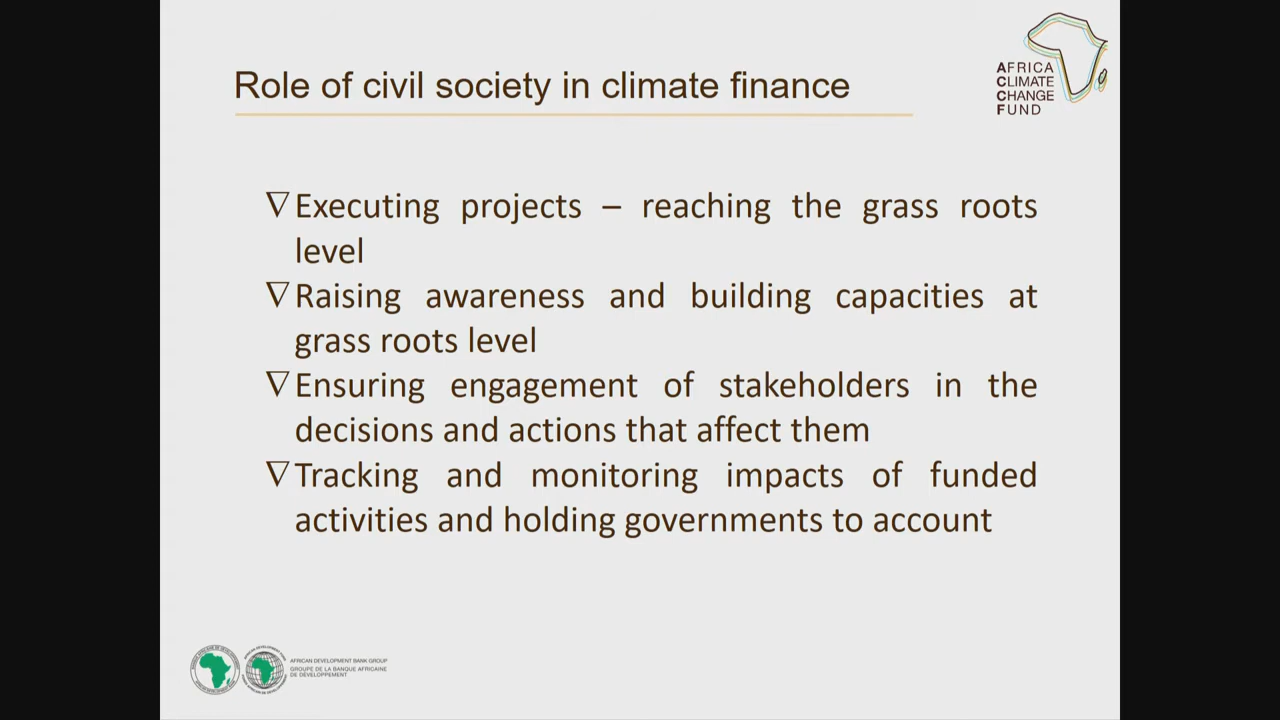 Role of civil society in climate finance
AFRICA
CLIMATE
CHANGE
FUND
∇Executing projects – reaching the grass roots
level
∇Raising awareness and building capacities at
grass roots level
∇Ensuring engagement of stakeholders in the
decisions and actions that affect them
∇Tracking and monitoring impacts of funded
activities and holding governments to account
AFRICAN DEVELOPMENT BANK GROUP
GROUPE DE LA BANQUE AFRICAINE
DE DÉVELOPPEMENT